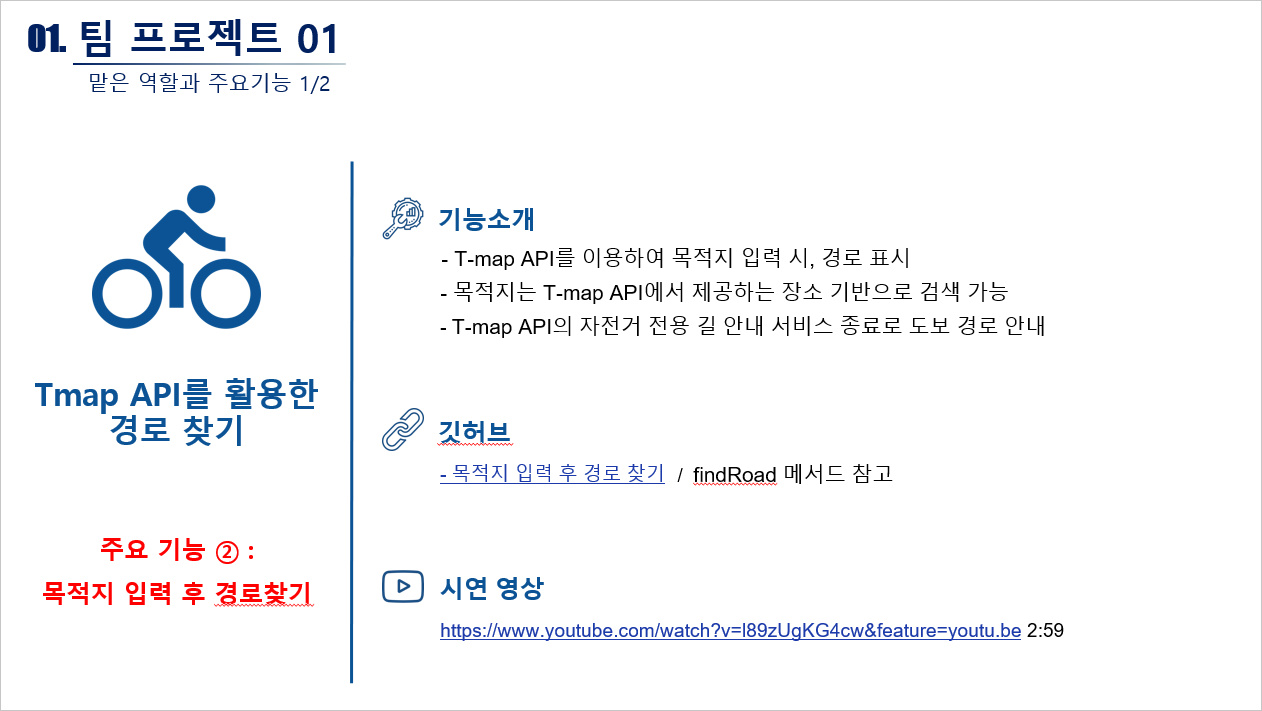 01. 팀 프로젝트 01
맡은 역할과 주요기능 1/2
Tmap API를 활용한
경로 찾기
주요 기능 ② :
목적지 입력 후 경로찾기
기능소개
- T-map API를 이용하여 목적지 입력 시, 경로 표시
- 목적지는 T-map API에서 제공하는 장소 기반으로 검색 가능
- T-map API의 자전거 전용 길 안내 서비스 종료로 도보 경로 안내
깃허브
- 목적지 입력 후 경로 찾기 / findRoad 메서드 참고
시연 영상
https://www.youtube.com/watch?v=l89zUgKG4cw&feature=youtu.be 2:59